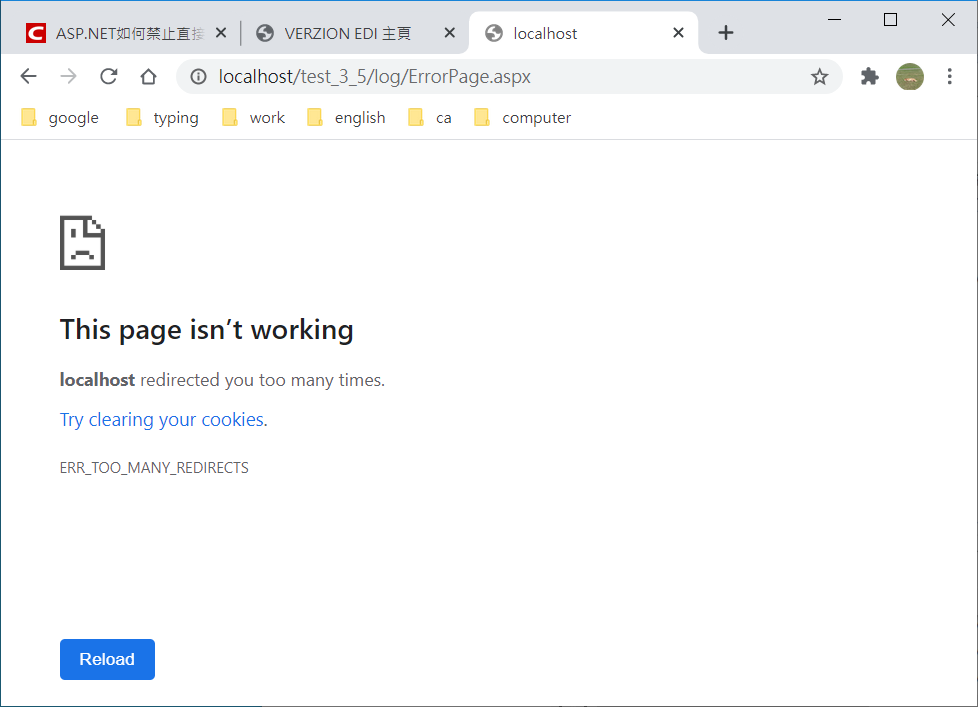 ASP.NET如何禁止直接
VERZION EDI 主頁
localhost
localhost/test_3_5/log/ErrorPage.aspx
google typing work english ca computer
This page isn’t working
localhost redirected you too many times.
Try clearing your cookies.
ERR_TOO_MANY_REDIRECTS
Reload